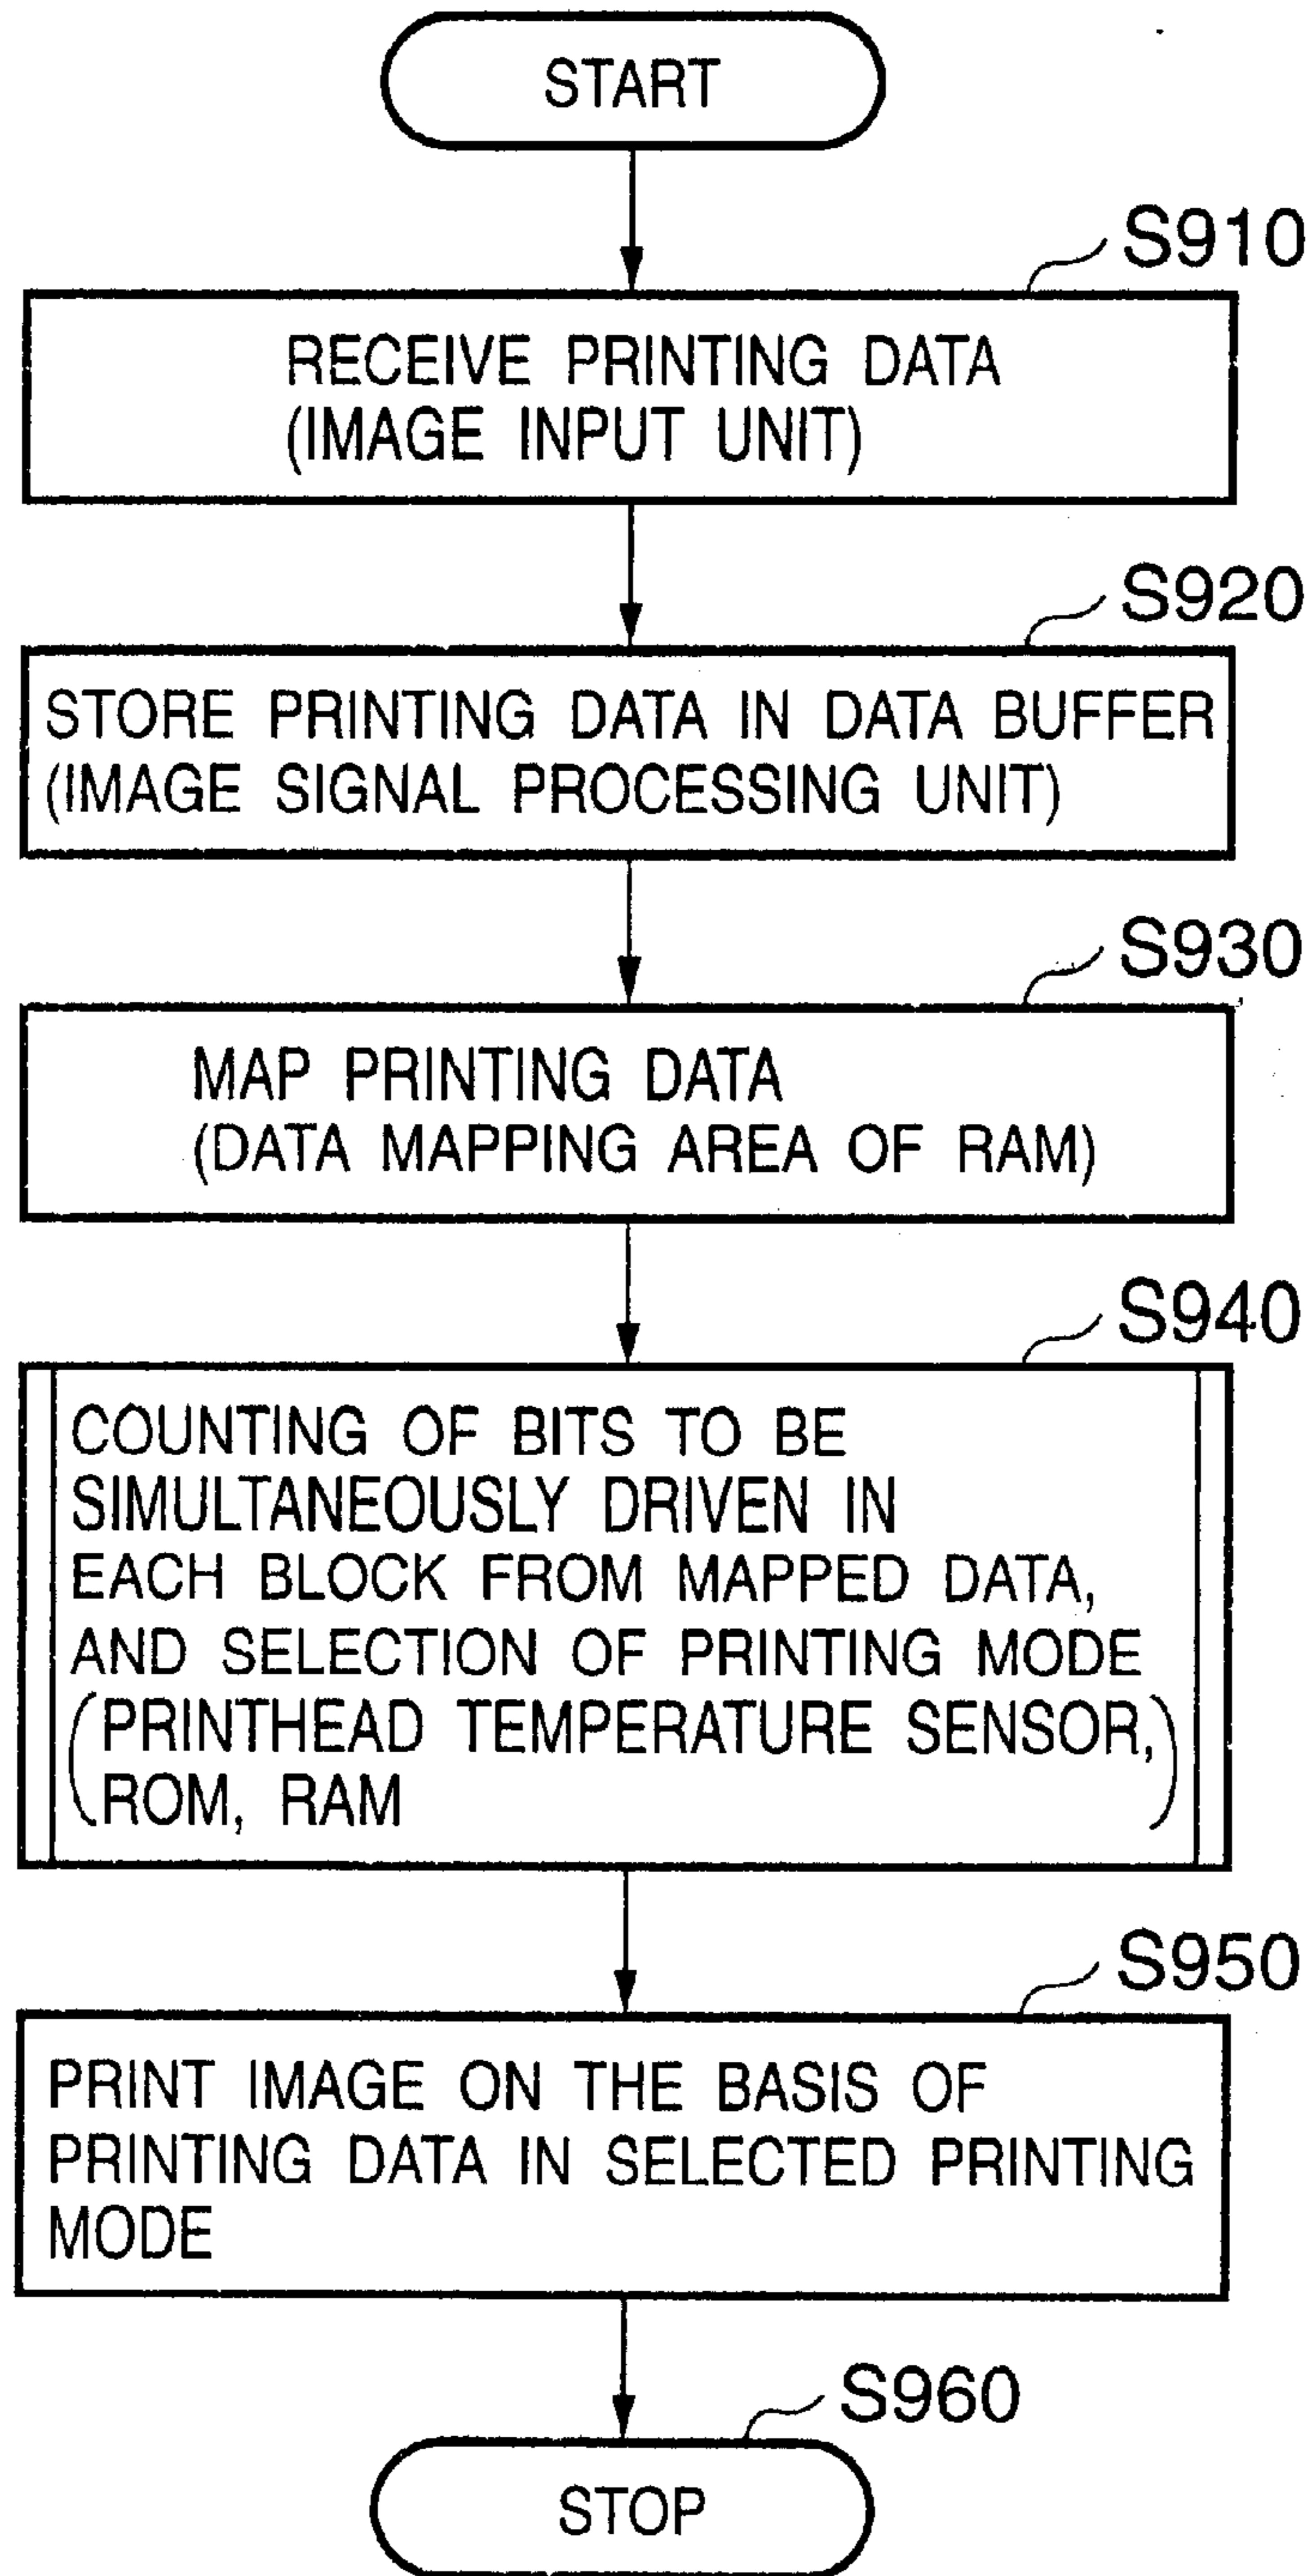 START
S910
RECEIVE PRINTING DATA
(IMAGE INPUT UNIT)
S920
STORE PRINTING DATA IN DATA BUFFER
(IMAGE SIGNAL PROCESSING UNIT)
S930
MAP PRINTING DATA
(DATA MAPPING AREA OF RAM)
S940
COUNTING OF BITS TO BE
SIMULTANEOUSLY DRIVEN IN
EACH BLOCK FROM MAPPED DATA,
AND SELECTION OF PRINTING MODE
(PRINTHEAD TEMPERATURE SENSOR,
ROM, RAM)
S950
PRINT IMAGE ON THE BASIS OF
PRINTING DATA IN SELECTED PRINTING
MODE
S960
STOP